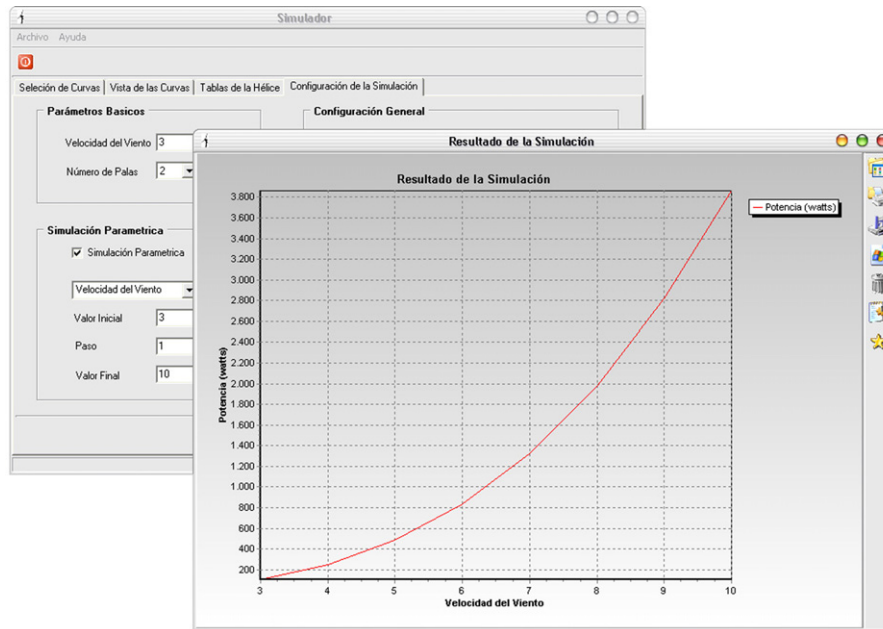 Simulador
Archivo Ayuda
Seleción de Curvas Vista de las Curvas Tablas de la Hélice Configuración de la Simulación
Parámetros Basicos
Configuración General
Velocidad del Viento 3
Número de Palas 2
Simulación Parametrica
Simulación Parametrica
Velocidad del Viento
Valor Inicial 3
Paso 1
Valor Final 10
Resultado de la Simulación
Resultado de la Simulación
Potencia (watts)
Potencia (watts)
3.800
3.600
3.400
3.200
3.000
2.800
2.600
2.400
2.200
2.000
1.800
1.600
1.400
1.200
1.000
800
600
400
200
3 4 5 6 7 8 9 10
Velocidad del Viento